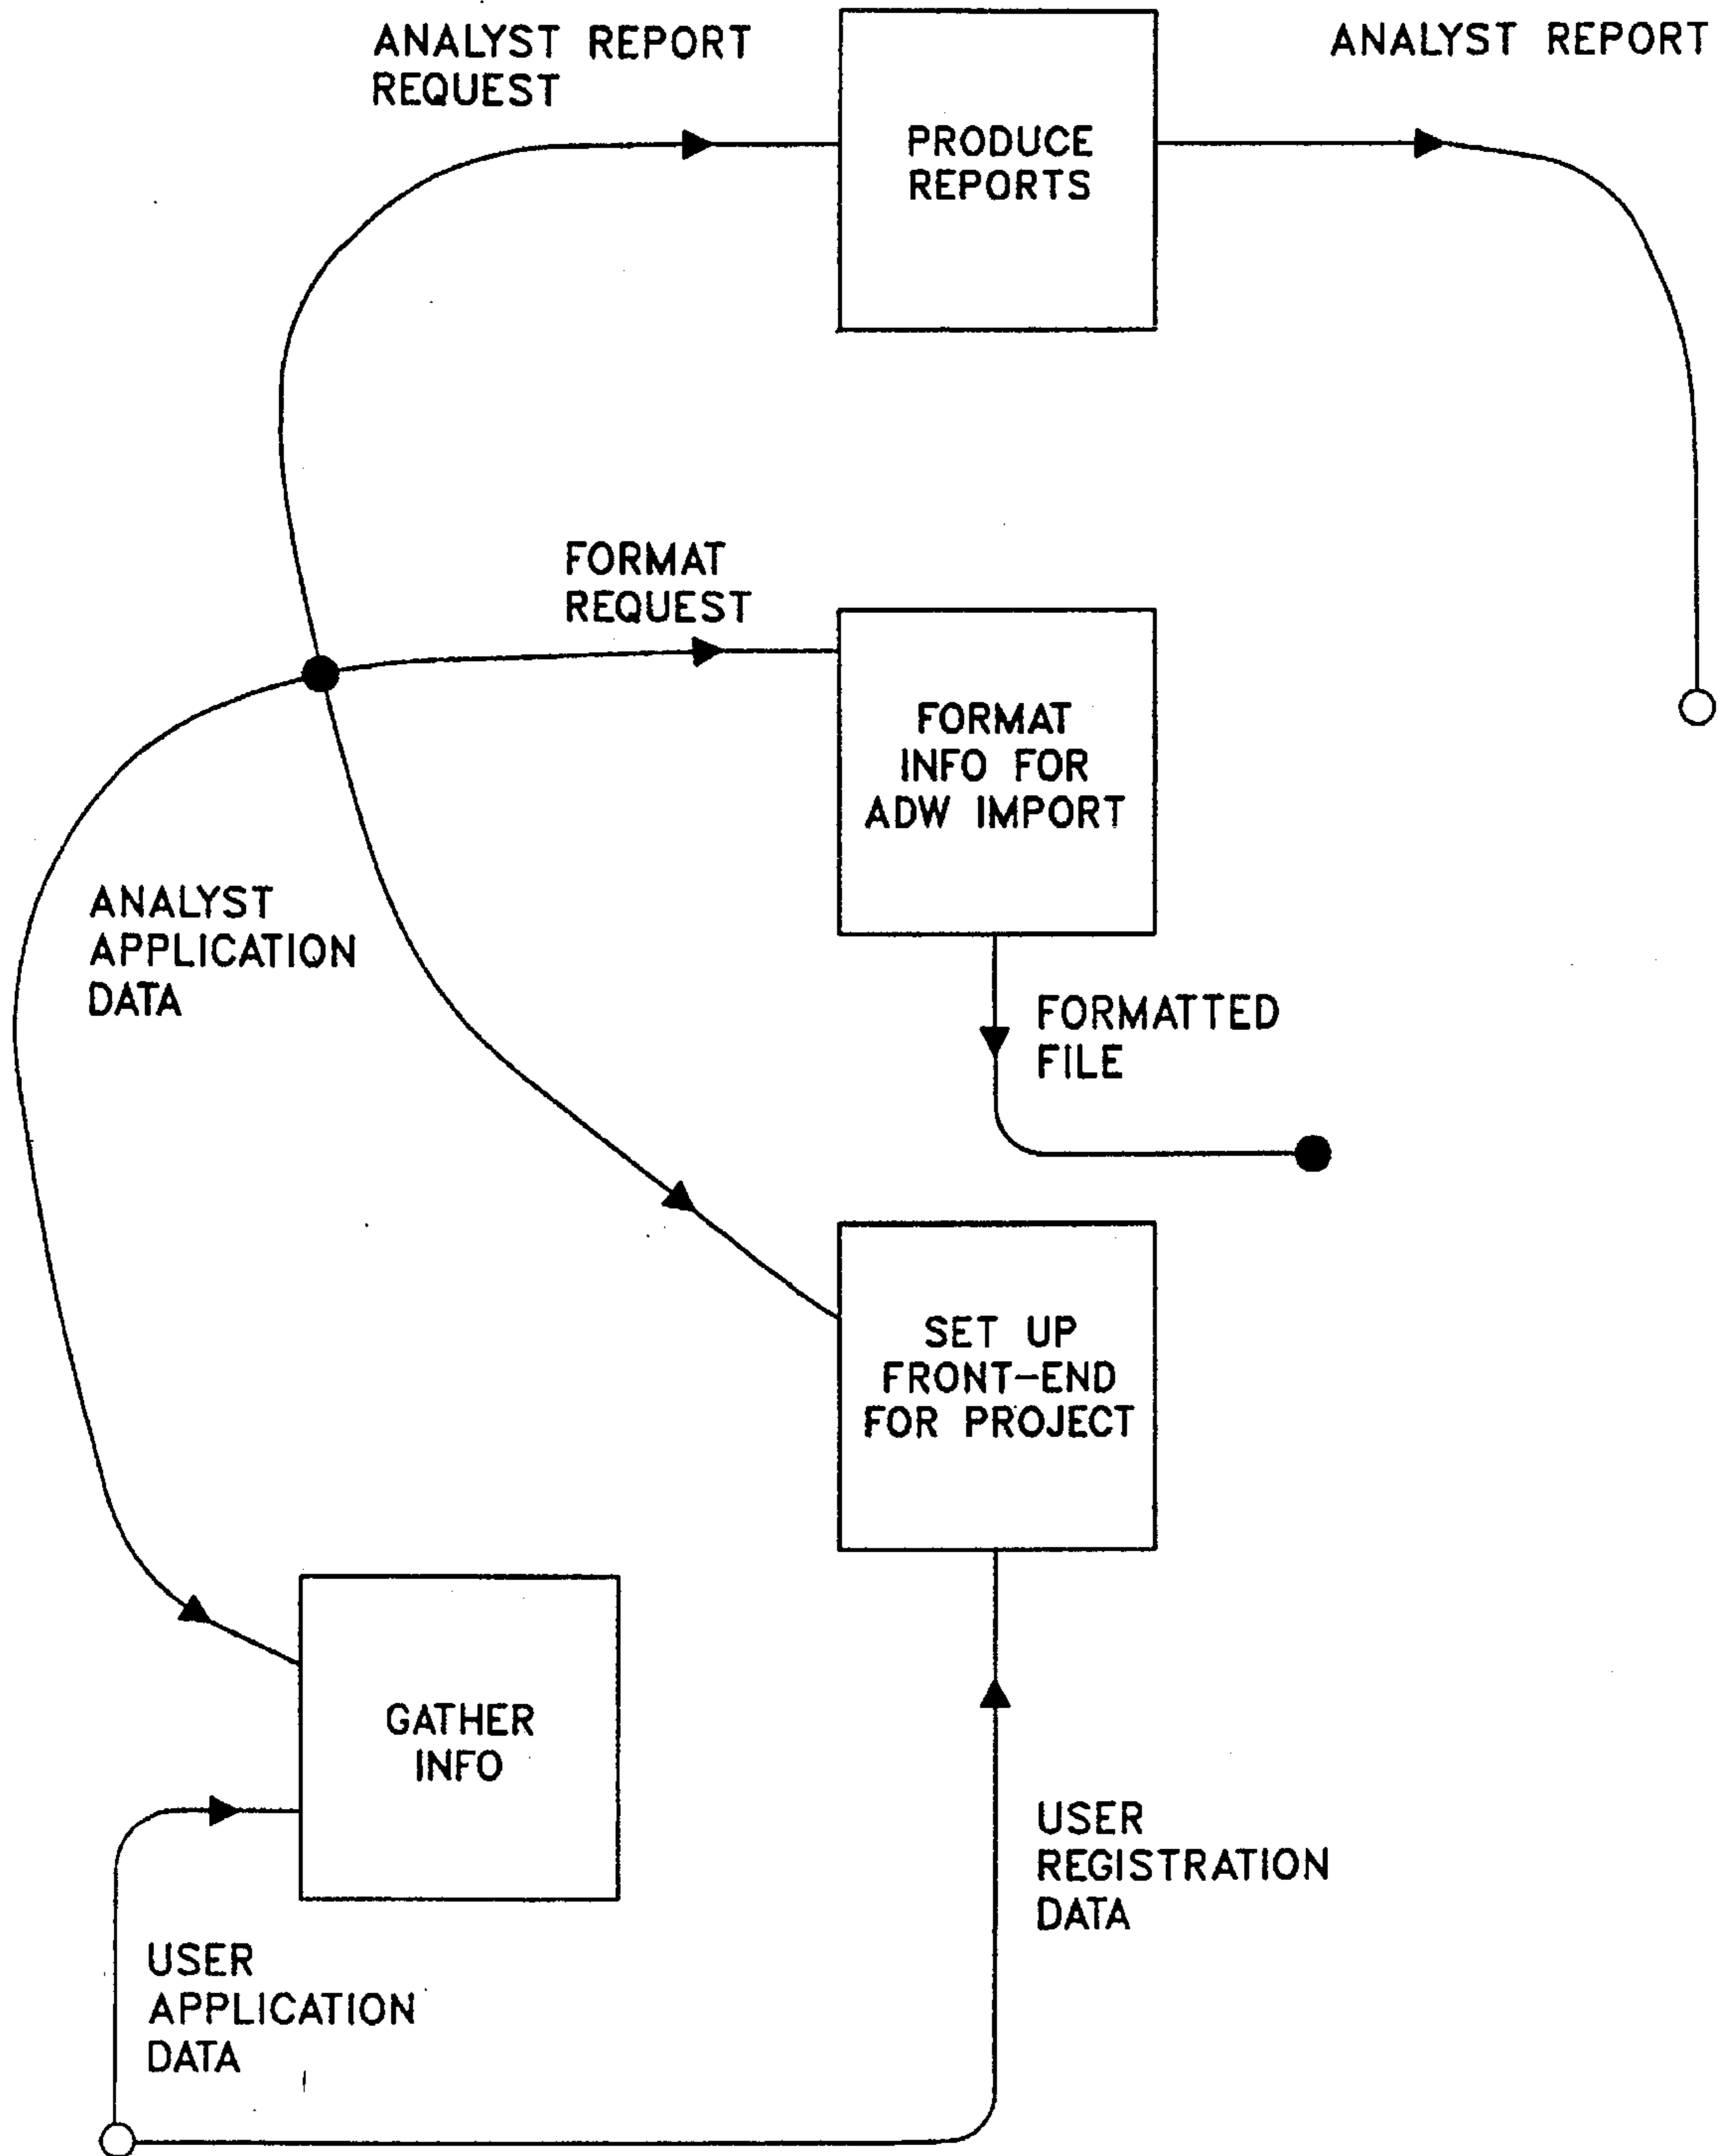 ANALYST REPORT
REQUEST
ANALYST REPORT
PRODUCE
REPORTS
FORMAT
REQUEST
FORMAT
INFO FOR
ADW IMPORT
ANALYST
APPLICATION
DATA
FORMATTED
FILE
SET UP
FRONT-END
FOR PROJECT
GATHER
INFO
USER
REGISTRATION
DATA
USER
APPLICATION
DATA